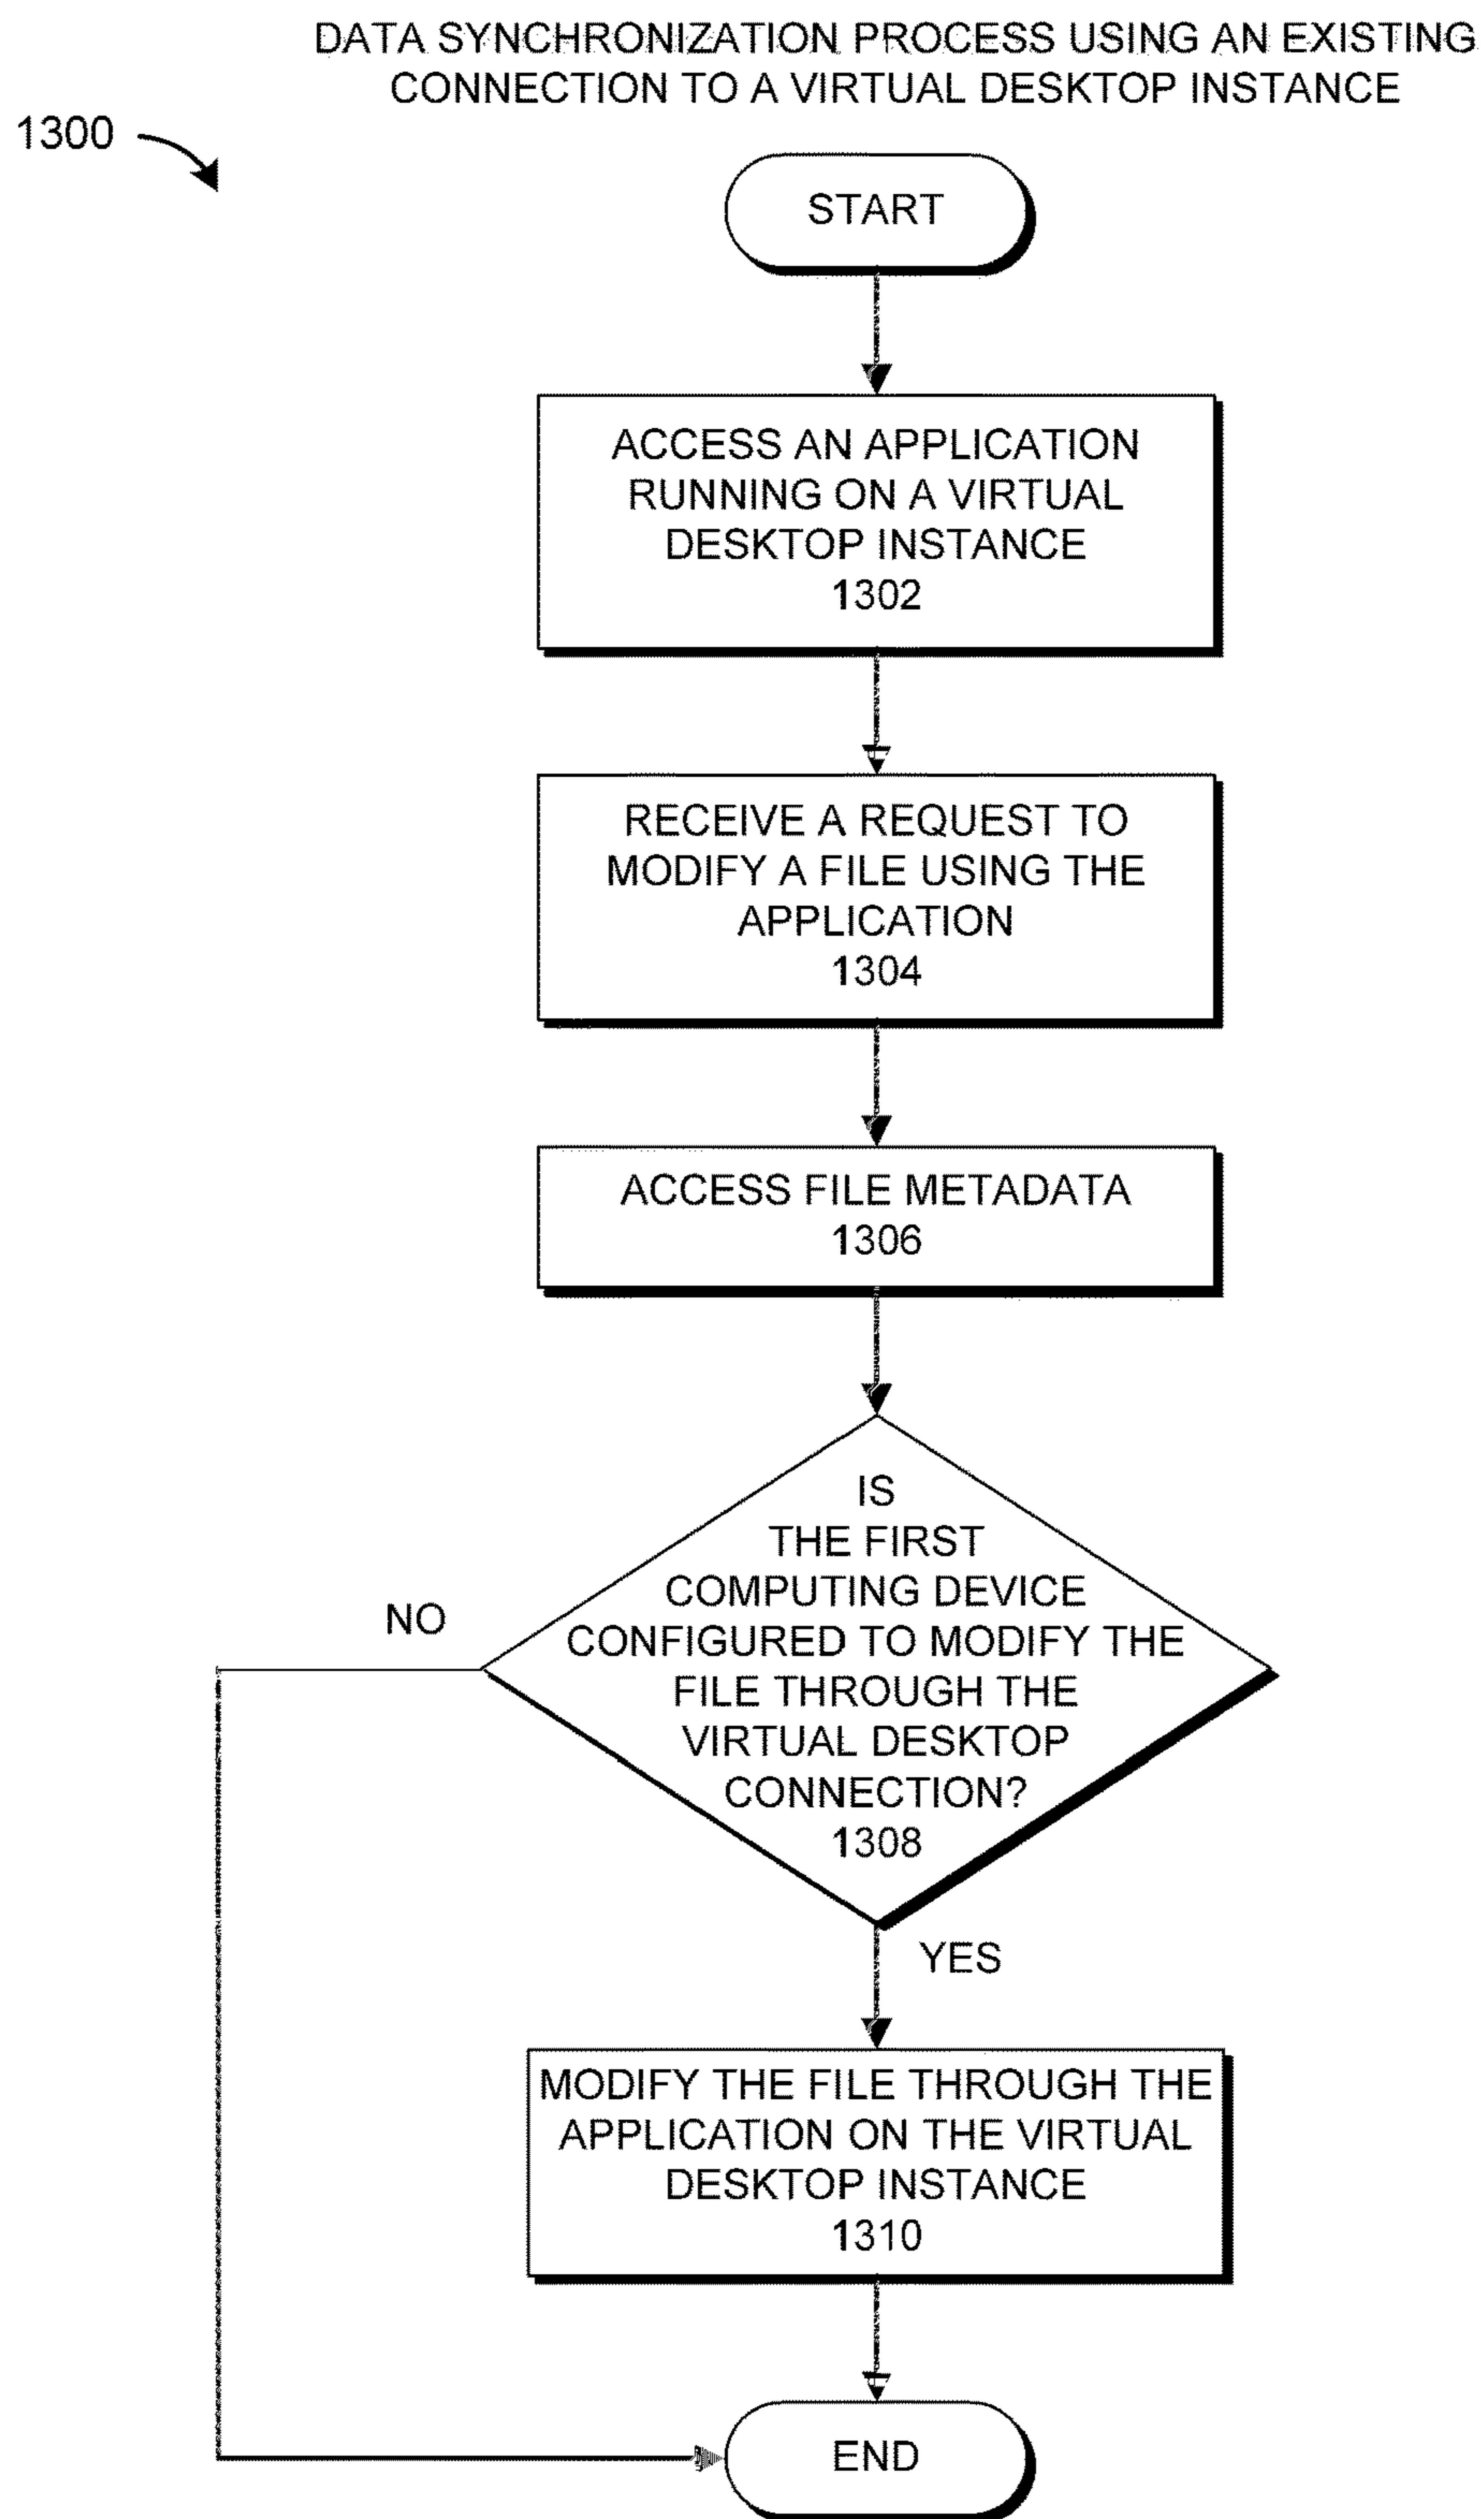 DATA SYNCHRONIZATION PROCESS USING AN EXISTING
CONNECTION TO A VIRTUAL DESKTOP INSTANCE
1300
START
ACCESS AN APPLICATION
RUNNING ON A VIRTUAL
DESKTOP INSTANCE
1302
RECEIVE A REQUEST TO
MODIFY A FILE USING THE
APPLICATION
1304
ACCESS FILE METADATA
1306
IS
THE FIRST
COMPUTING DEVICE
CONFIGURED TO MODIFY THE
FILE THROUGH THE
VIRTUAL DESKTOP
CONNECTION?
1308
NO
YES
MODIFY THE FILE THROUGH THE
APPLICATION ON THE VIRTUAL
DESKTOP INSTANCE
1310
END